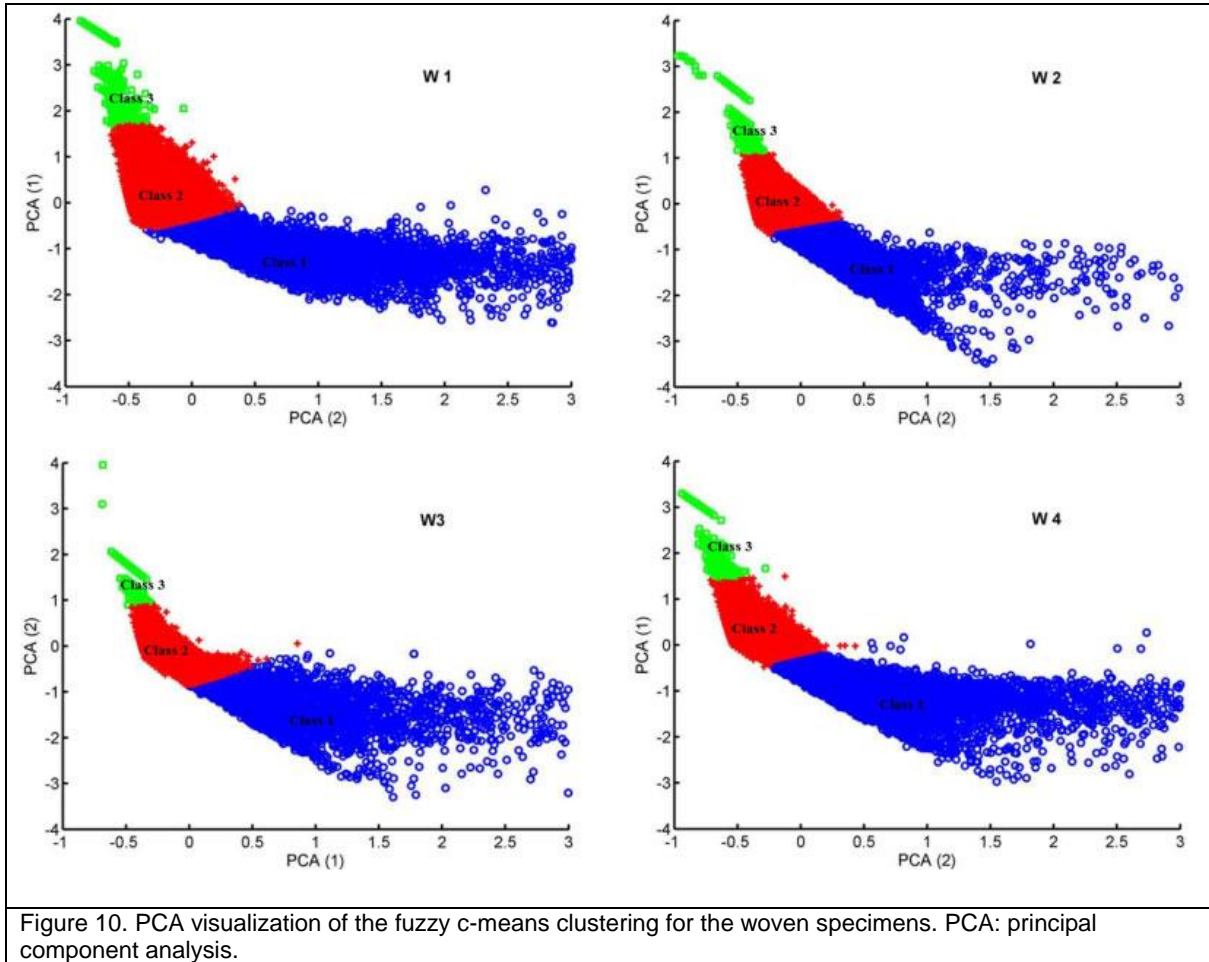 4
3
2
1
0
-1
-2
-3
-4
PCA (1)
W 1
Class 3
Class 2
Class 1
-1 -0.5 0 0.5 1 1.5 2 2.5 3
PCA (2)
4
3
2
1
0
-1
-2
-3
-4
PCA (1)
W 2
Class 3
Class 2
Class 1
-1 -0.5 0 0.5 1 1.5 2 2.5 3
PCA (2)
4
3
2
1
0
-1
-2
-3
-4
PCA (2)
W3
Class 3
Class 2
Class 1
-1 -0.5 0 0.5 1 1.5 2 2.5 3
PCA (1)
4
3
2
1
0
-1
-2
-3
-4
PCA (1)
W 4
Class 3
Class 2
Class 1
-1 -0.5 0 0.5 1 1.5 2 2.5 3
PCA (2)
Figure 10. PCA visualization of the fuzzy c-means clustering for the woven specimens. PCA: principal
component analysis.